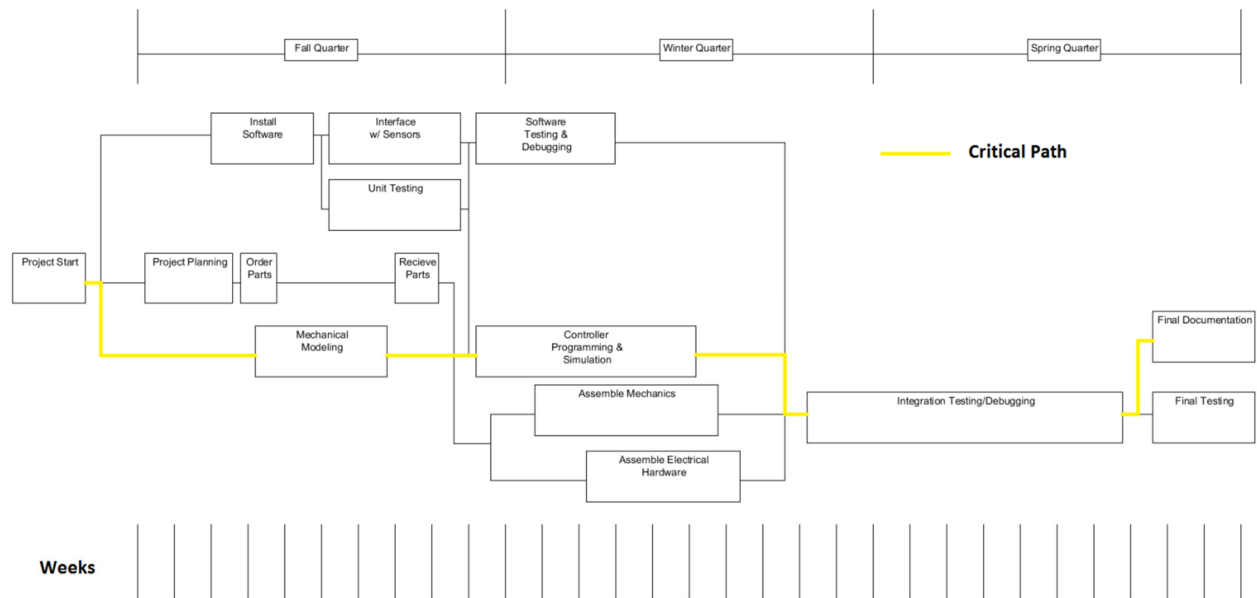 Fall Quarter
Winter Quarter
Spring Quarter
Install
Software
Interface
w/ Sensors
Software
Testing &
Debugging
Critical Path
Unit Testing
Project Start
Project Planning
Order
Parts
Recieve
Parts
Mechanical
Modeling
Controller
Programming &
Simulation
Final Documentation
Assemble Mechanics
Integration Testing/Debugging
Final Testing
Assemble Electrical
Hardware
Weeks